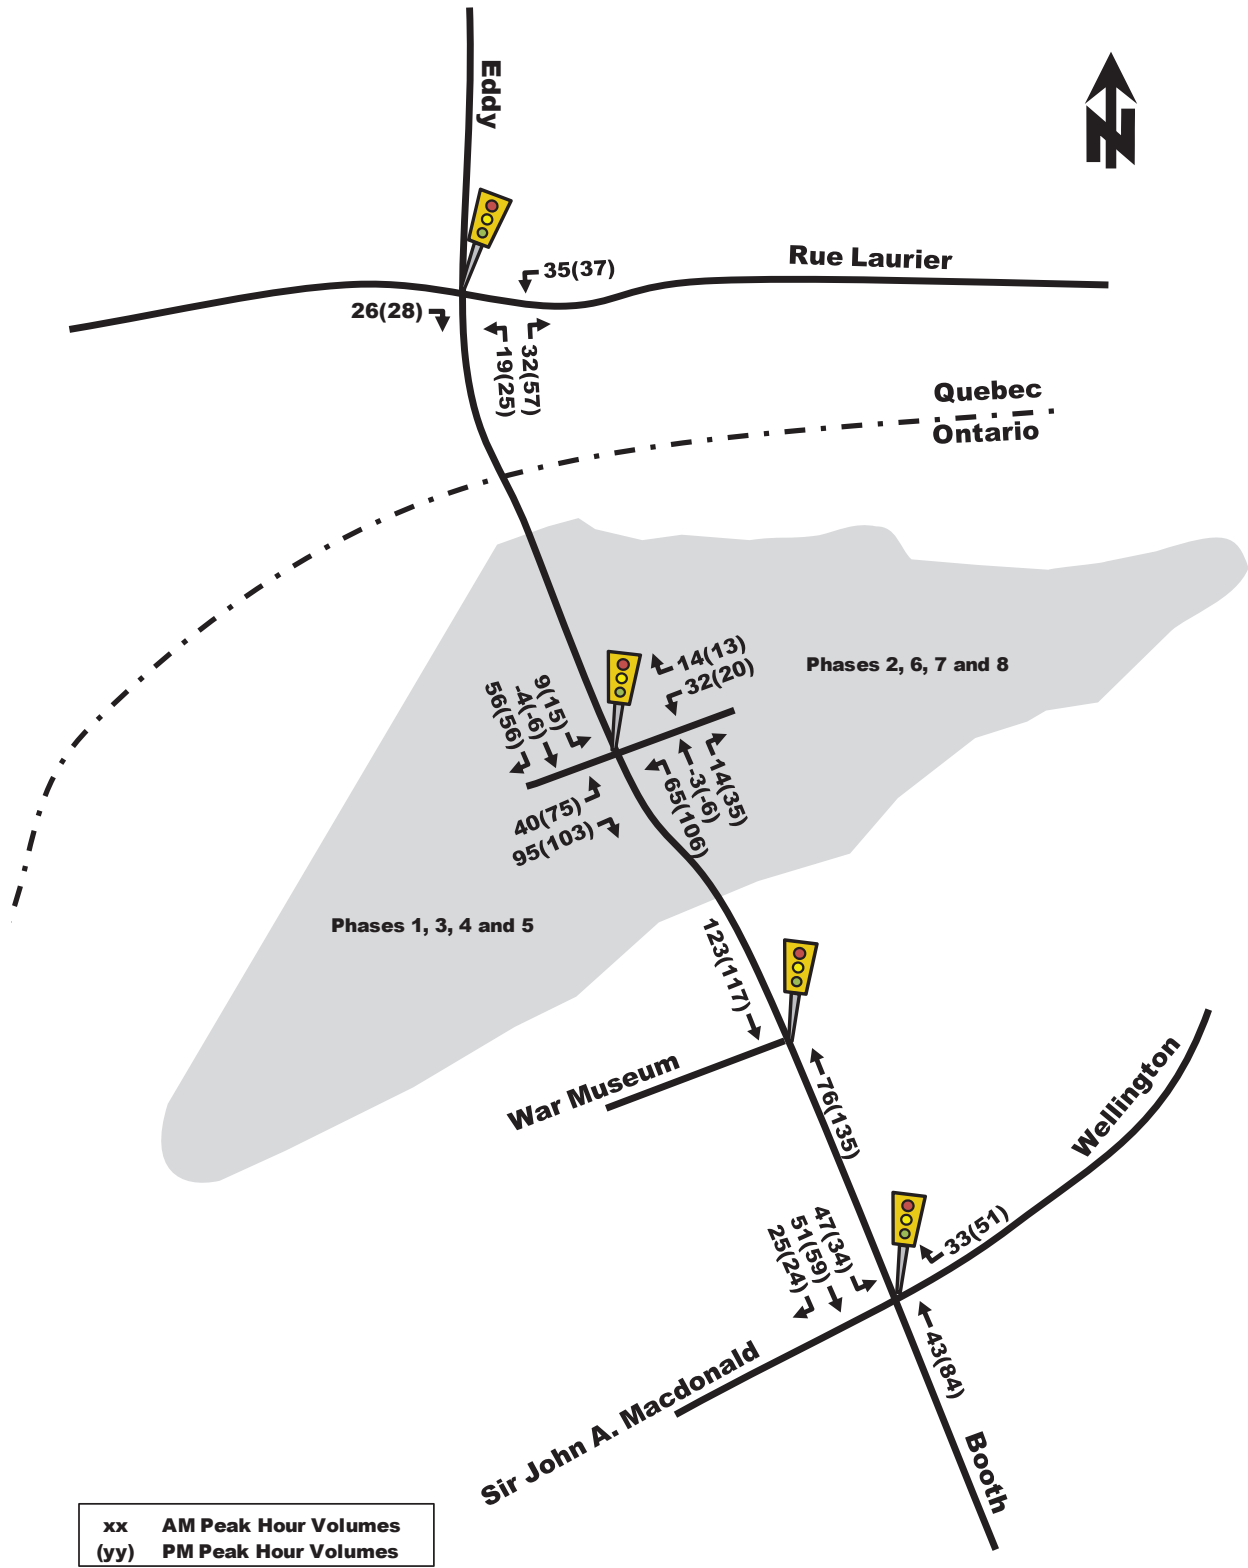 Eddy
N
Rue Laurier
35(37)
26(28)
19(25)
32(57)
Quebec
Ontario
14(13)
32(20)
Phases 2, 6, 7 and 8
9(15)
-4(-6)
56(56)
14(35)
-3(-6)
65(106)
40(75)
95(103)
Phases 1, 3, 4 and 5
123(117)
War Museum
76(135)
Wellington
47(34)
51(59)
25(24)
33(51)
43(84)
Sir John A. Macdonald
Booth
xx AM Peak Hour Volumes
(yy) PM Peak Hour Volumes